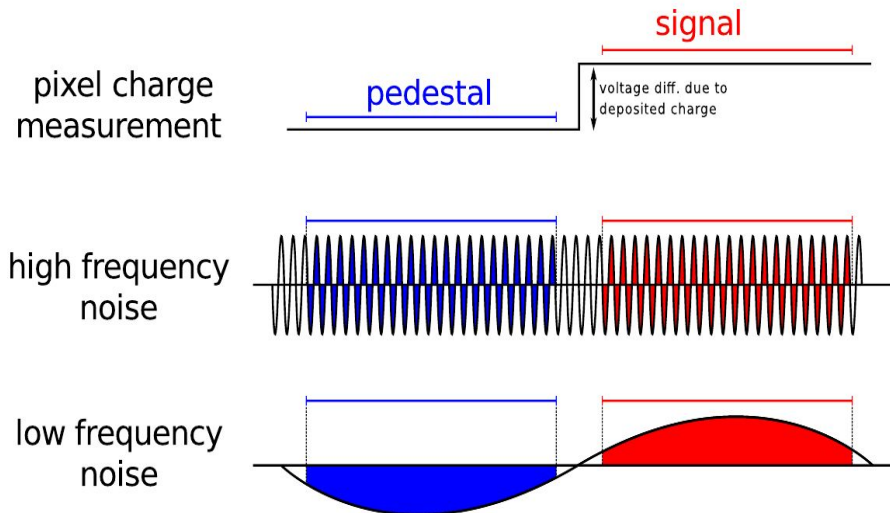 signal
pixel charge
measurement
pedestal
voltage diff. due to
deposited charge
high frequency
noise
low frequency
noise